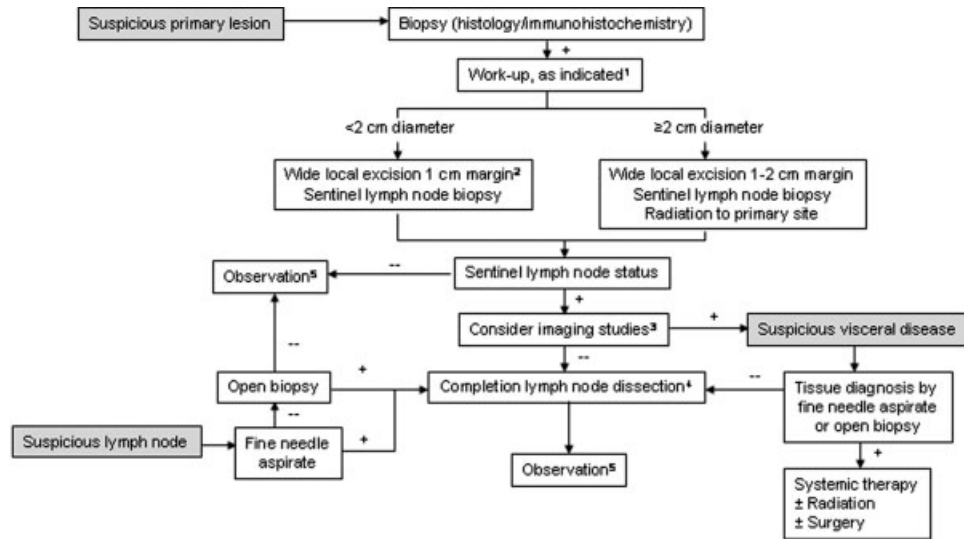 Suspicious primary lesion
Biopsy (histology/immunohistochemistry)
+
Work-up, as indicated¹
<2 cm diameter
≥2 cm diameter
Wide local excision 1 cm margin²
Sentinel lymph node biopsy
Wide local excision 1-2 cm margin
Sentinel lymph node biopsy
Radiation to primary site
Observation⁵
--
Sentinel lymph node status
+
Consider imaging studies³
+
Suspicious visceral disease
--
--
Open biopsy
+
Completion lymph node dissection⁴
--
Tissue diagnosis by
fine needle aspirate
or open biopsy
--
Suspicious lymph node
Fine needle
aspirate
+
Observation⁵
+
Systemic therapy
± Radiation
± Surgery